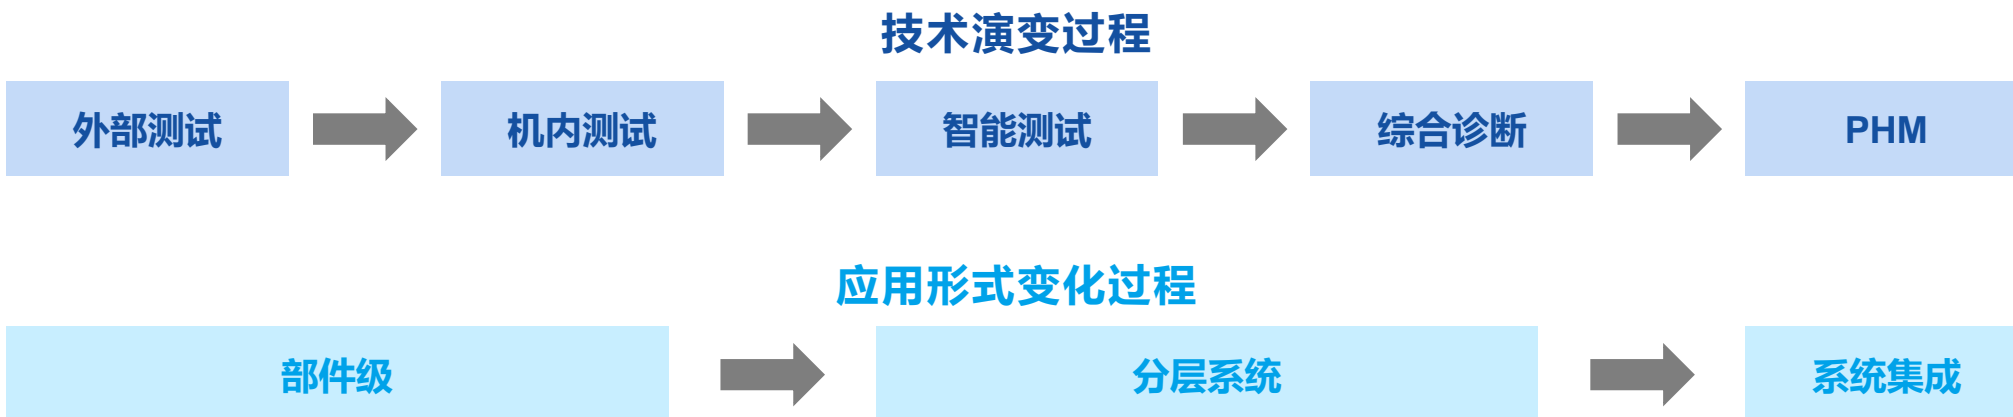 技术演变过程
外部测试
机内测试
智能测试
综合诊断
PHM
应用形式变化过程
部件级
分层系统
系统集成